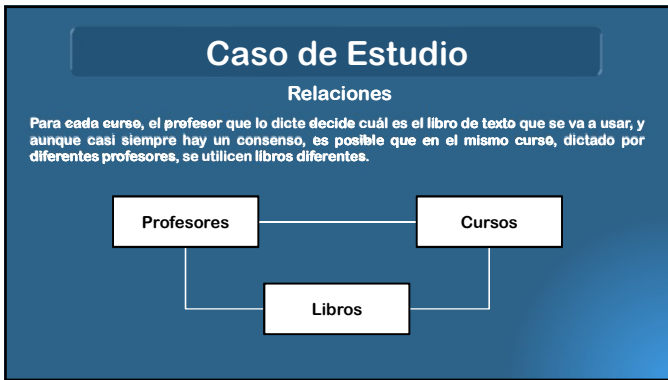 Caso de Estudio
Relaciones
Para cada curso, el profesor que lo dicte decide cuál es el libro de texto que se va a usar, y
aunque casi siempre hay un consenso, es posible que en el mismo curso, dictado por
diferentes profesores, se utilicen libros diferentes.
Profesores
Cursos
Libros